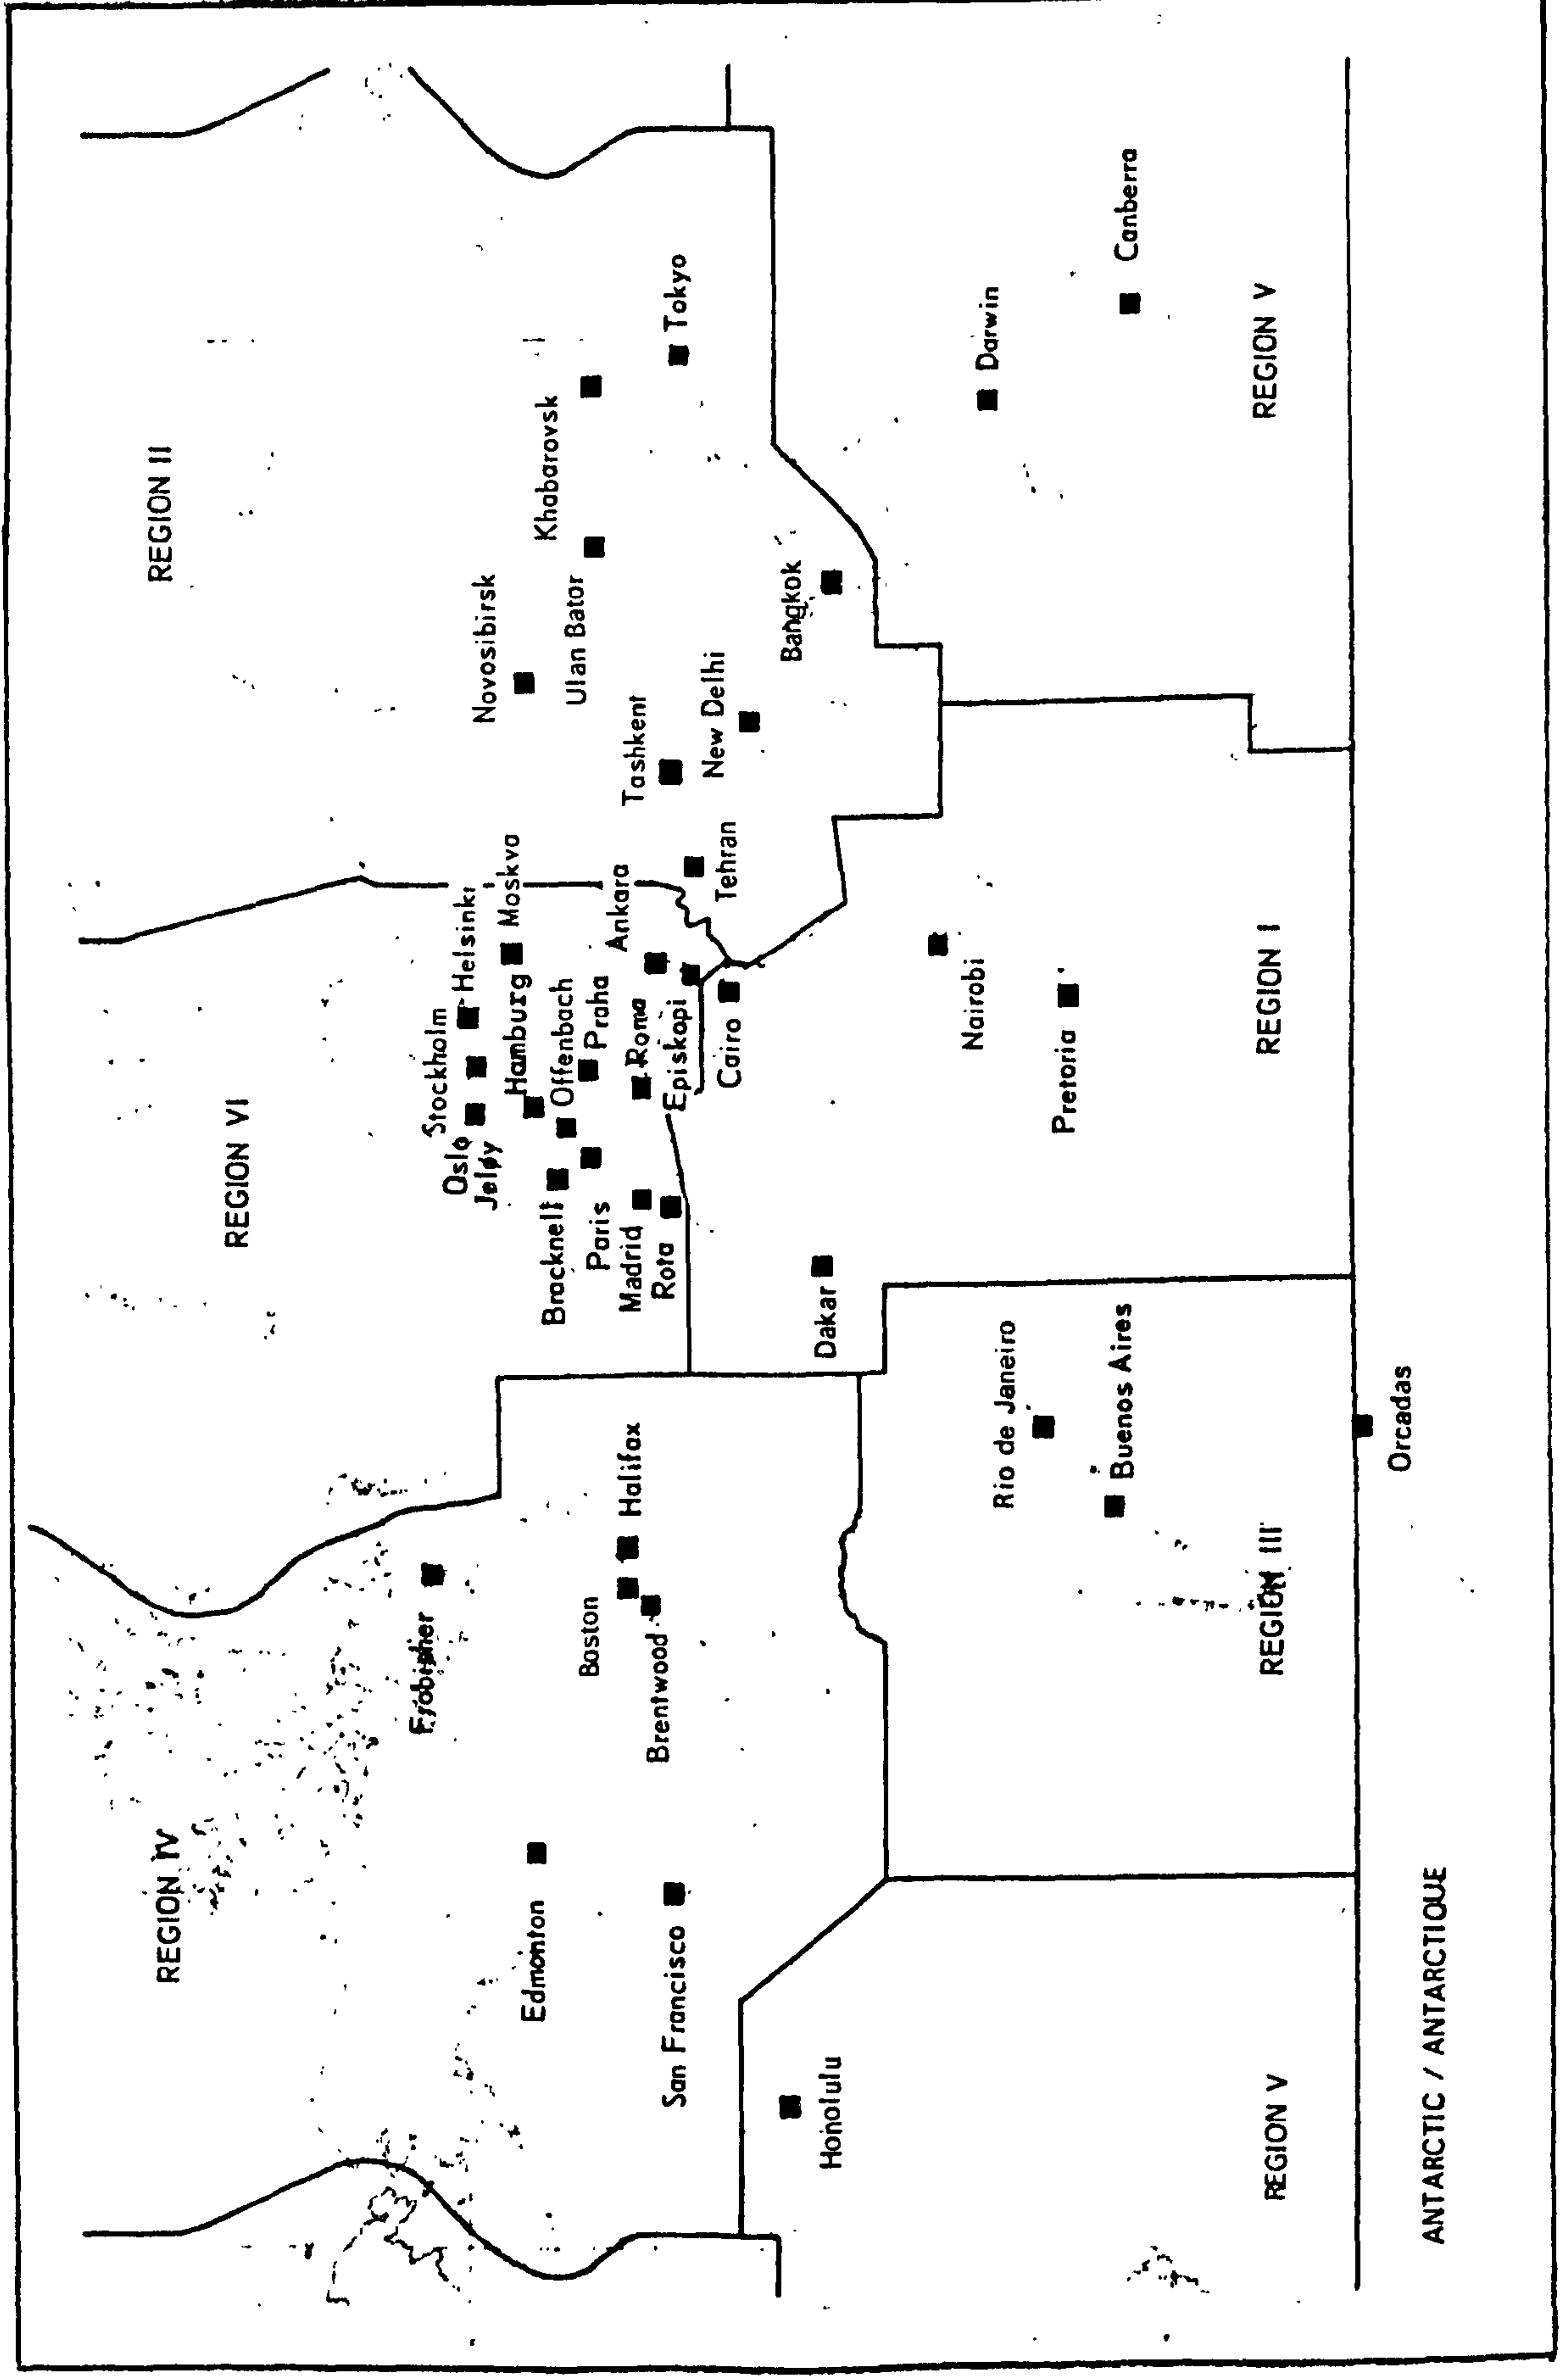 REGION IV
REGION VI
REGION II
Frobisher
Edmonton
San Francisco
Boston
Brentwood
Halifax
Honolulu
Stockholm
Helsinki
Oslo
Jeløy
Moskva
Hamburg
Bracknell
Offenbach
Paris
Praha
Madrid
Roma
Ankara
Rota
Episkopi
Cairo
Tehran
Novosibirsk
Khabarovsk
Ulan Bator
Tashkent
New Delhi
Tokyo
Bangkok
Dakar
Nairobi
Pretoria
Rio de Janeiro
Buenos Aires
Darwin
Canberra
REGION V
REGION III
REGION I
REGION V
Orcadas
ANTARCTIC / ANTARCTIQUE